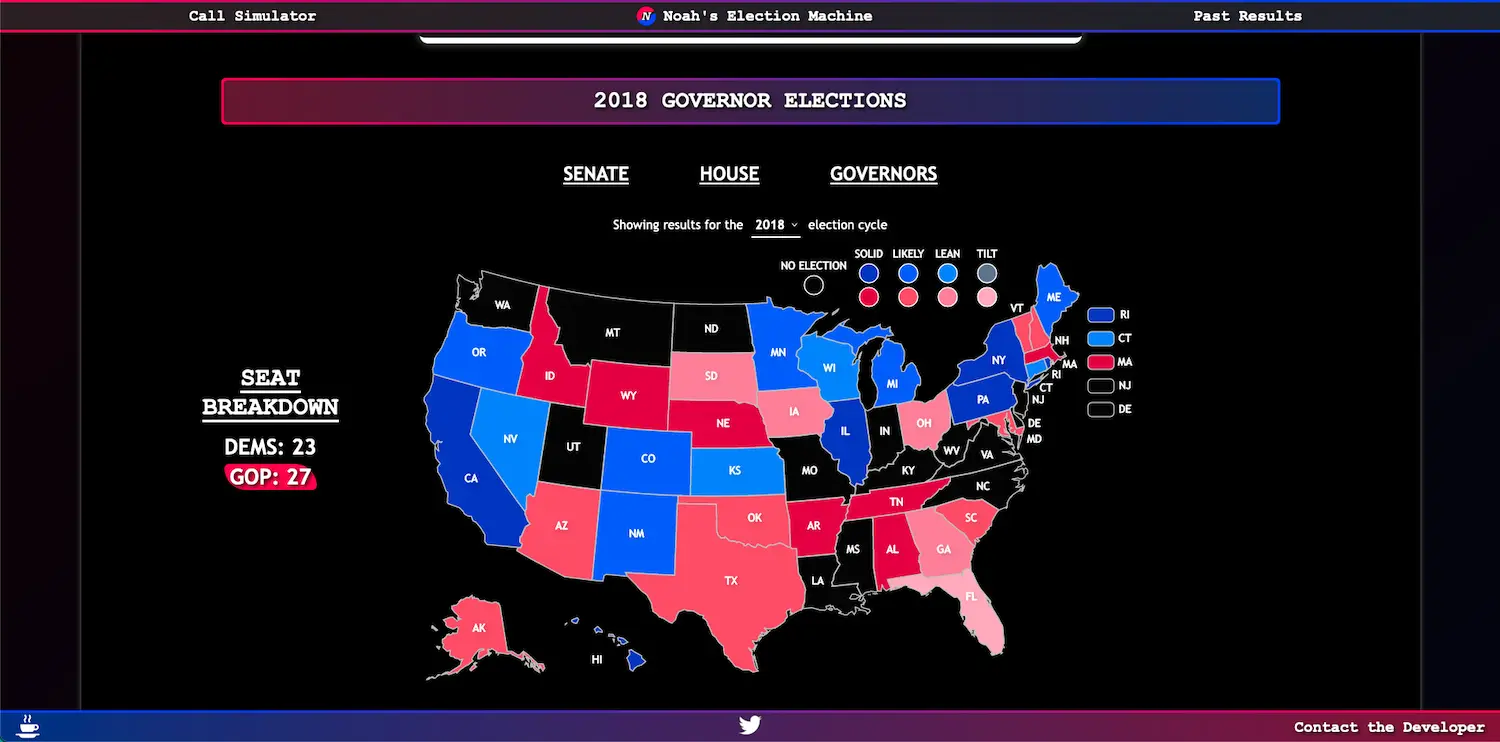 Call Simulator
N Noah's Election Machine
Past Results
2018 GOVERNOR ELECTIONS
SENATE HOUSE GOVERNORS
Showing results for the 2018 election cycle
NO ELECTION
SOLID LIKELY LEAN TILT
SEAT
BREAKDOWN
DEMS: 23
GOP: 27
WA
MT
ND
MN
VT
ME
RI
OR
ID
SD
WI
MI
NY
NH
CT
MA
RI
MA
WY
IA
PA
CT
NJ
NJ
DE
NV
UT
CO
NE
KS
IL
IN
OH
WV
VA
DE
MD
CA
MO
KY
NC
AZ
NM
OK
AR
TN
SC
TX
LA
MS
AL
GA
FL
AK
HI
Contact the Developer